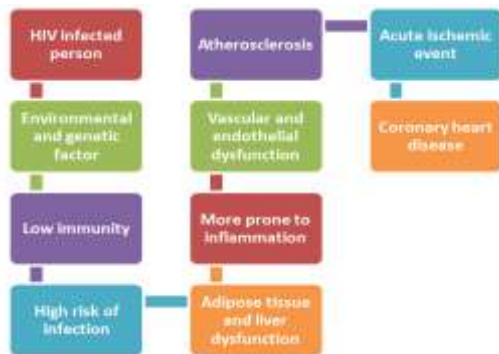 HIV infected
person
Environmental
and genetic
factor
Low immunity
High risk of
infection
Adipose tissue
and liver
dysfunction
More prone to
inflammation
Vascular and
endothelial
dysfunction
Atherosclerosis
Acute ischemic
event
Coronary heart
disease